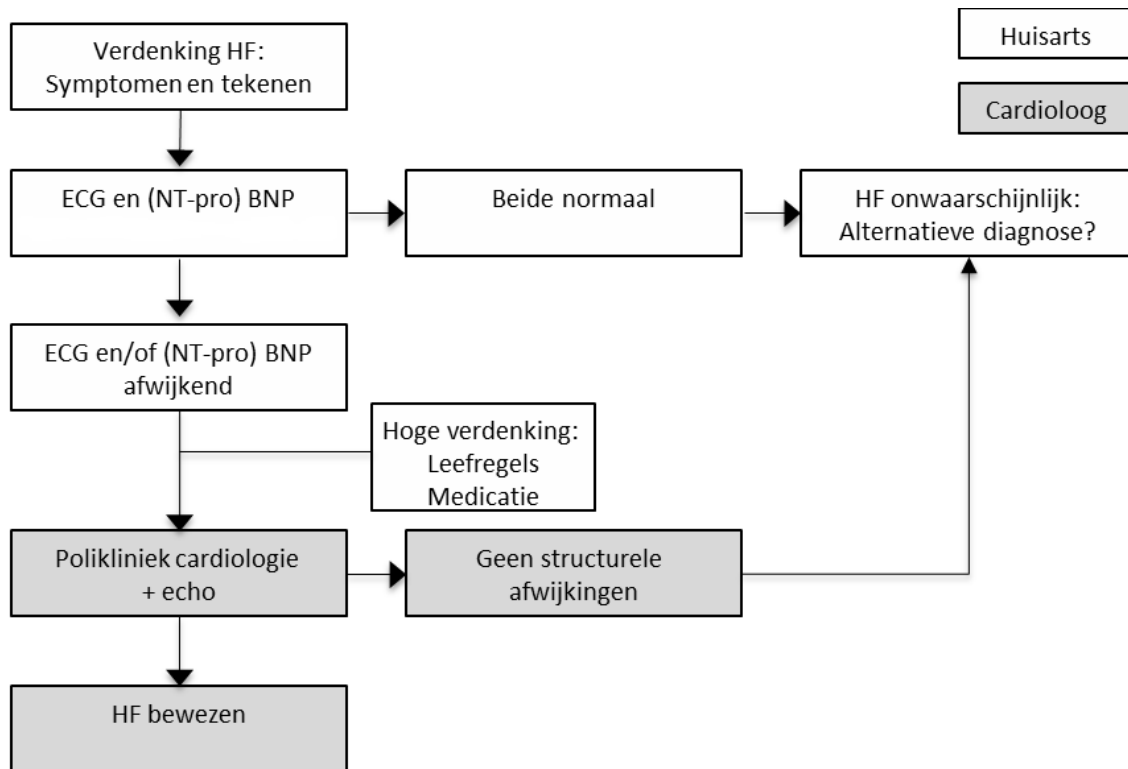 Verdenking HF:
Symptomen en tekenen
Huisarts
Cardioloog
ECG en (NT-pro) BNP
Beide normaal
HF onwaarschijnlijk:
Alternatieve diagnose?
ECG en/of (NT-pro) BNP
afwijkend
Hoge verdenking:
Leefregels
Medicatie
Polikliniek cardiologie
+ echo
Geen structurele
afwijkingen
HF bewezen